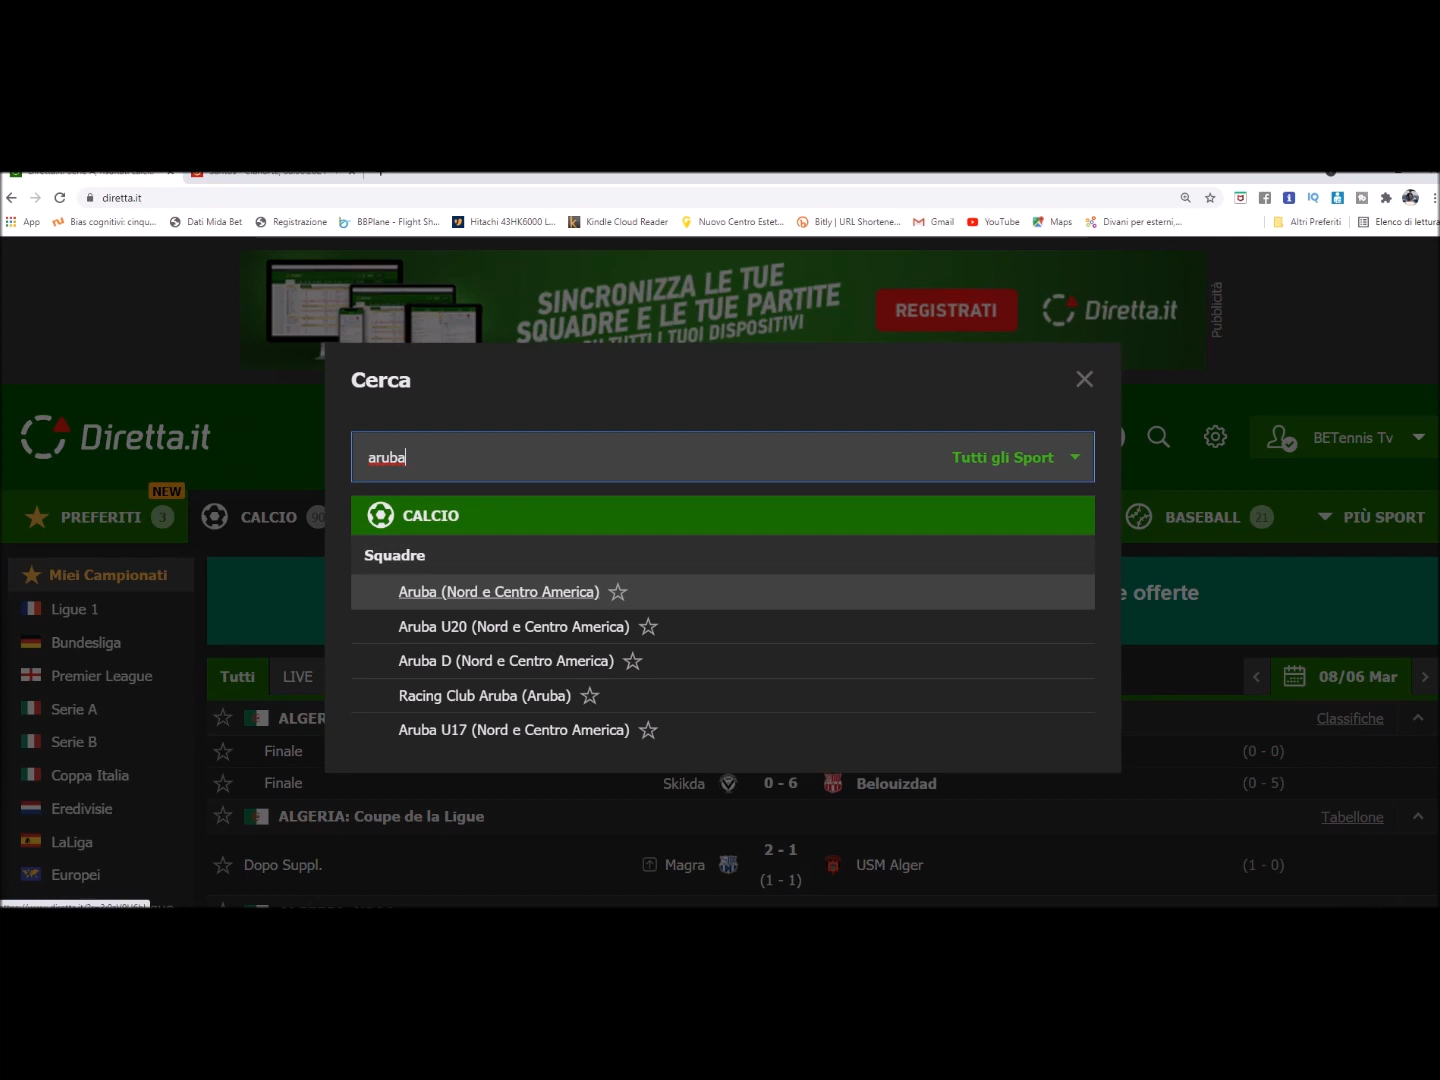 diretta.it
App
Bias cognitivi: cinqu...
Dati Mida Bet
Registrazione
BBPlane - Flight Sh...
Hitachi 43HK6000 L...
Kindle Cloud Reader
Nuovo Centro Estet...
Bitly | URL Shortene...
Gmail
YouTube
Maps
Divani per esterni,...
Altri Preferiti
Elenco di lettura
SINCRONIZZA LE TUE
SQUADRE E LE TUE PARTITE
TUTTI I TUOI DISPOSITIVI
REGISTRATI
Diretta.it
Pubblicità
Cerca
Diretta.it
aruba
Tutti gli Sport
BETennis Tv
NEW
PREFERITI 3
CALCIO 90
BASEBALL 21
PIÙ SPORT
CALCIO
Squadre
Aruba (Nord e Centro America)
Aruba U20 (Nord e Centro America)
Aruba D (Nord e Centro America)
Racing Club Aruba (Aruba)
Aruba U17 (Nord e Centro America)
Miei Campionati
Ligue 1
Bundesliga
Premier League
Serie A
Serie B
Coppa Italia
Eredivisie
LaLiga
Europei
e offerte
Tutti
LIVE
08/06 Mar
ALGER
Classifiche
Finale
(0 - 0)
Finale
Skikda
0 - 6
Belouizdad
(0 - 5)
ALGERIA: Coupe de la Ligue
Tabellone
Dopo Suppl.
Magra
2 - 1
(1 - 1)
USM Alger
(1 - 0)